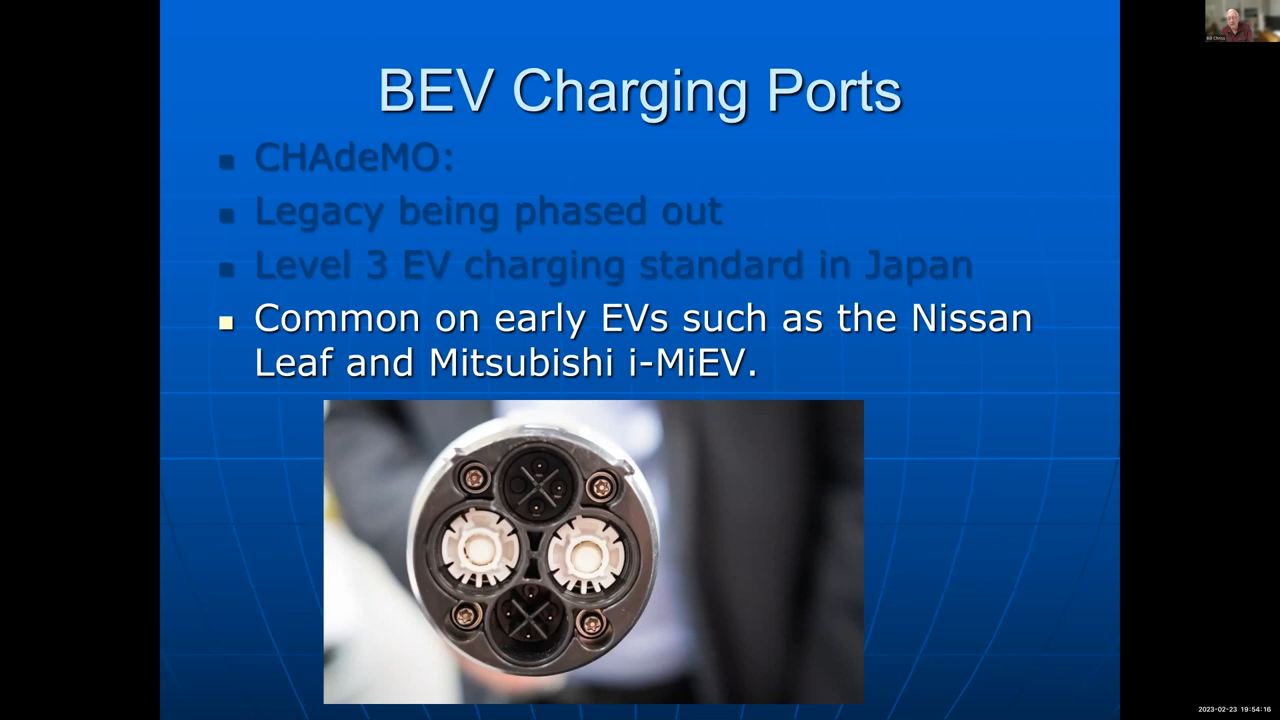 BEV Charging Ports
CHAdeMO:
Legacy being phased out
Level 3 EV charging standard in Japan
Common on early EVs such as the Nissan
Leaf and Mitsubishi i-MiEV.
2023-02-23 19:54:16